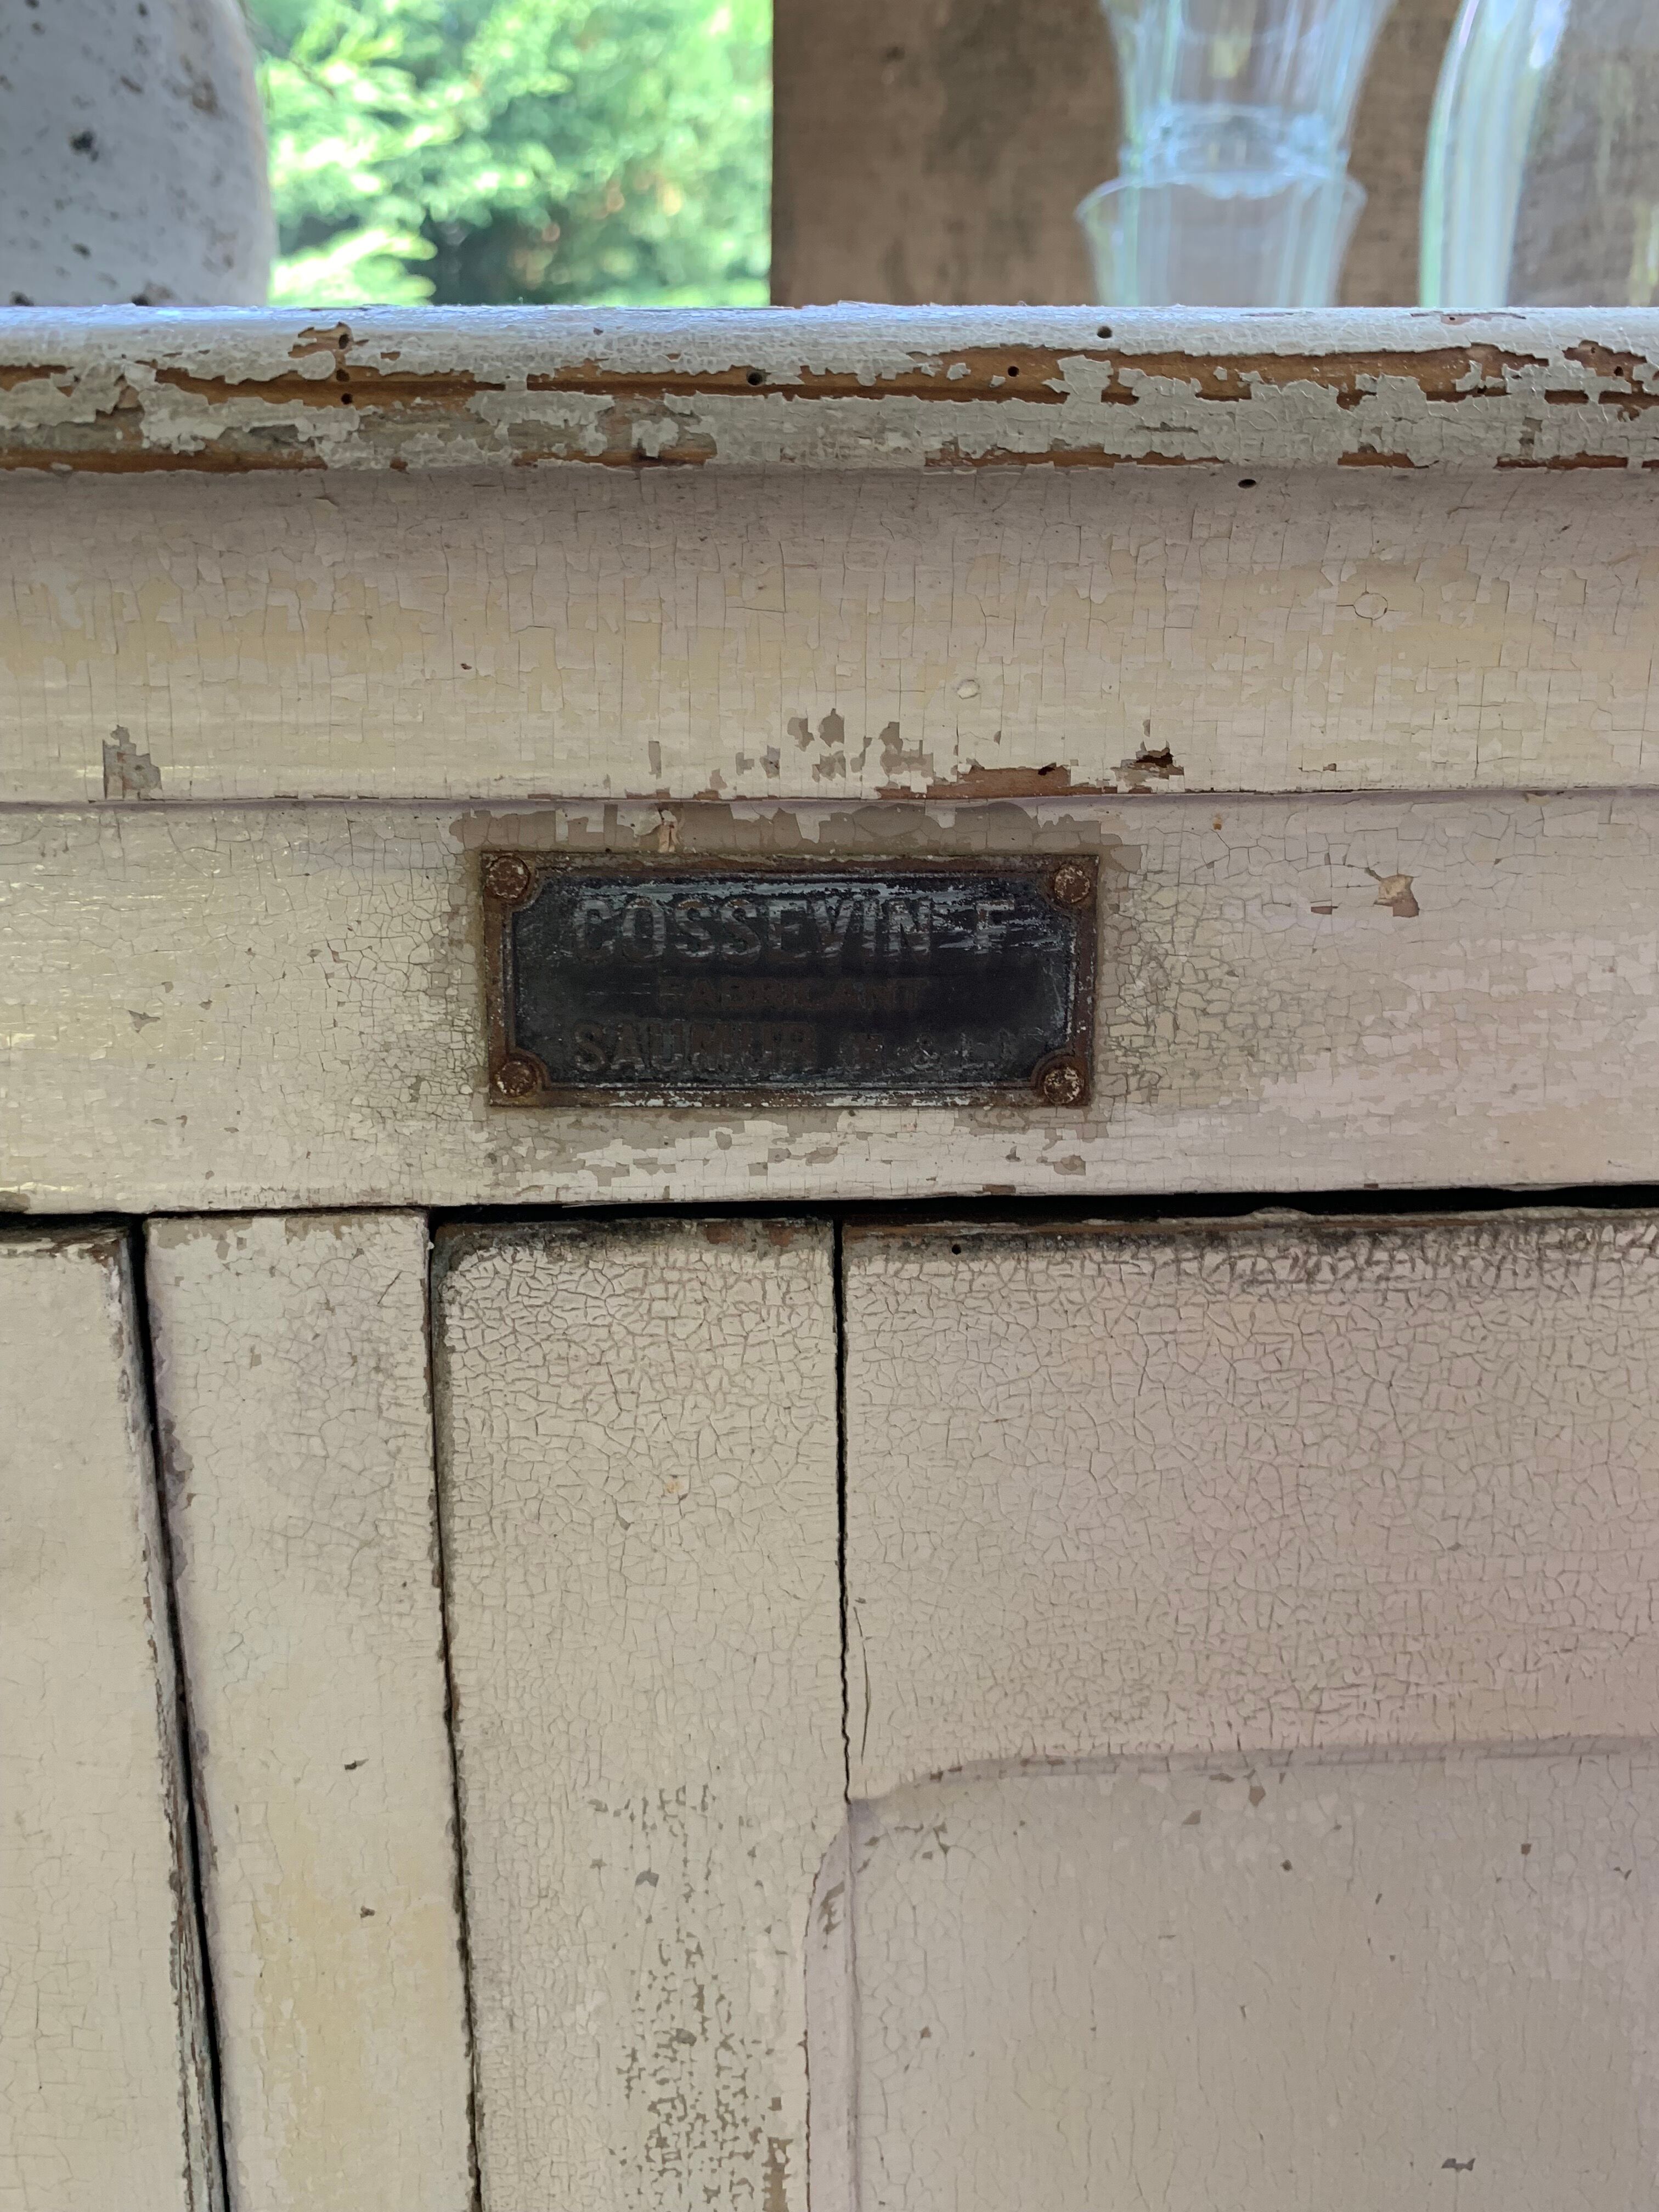 COSSEVIN F
FABRICANT
SAUMUR M.&L.